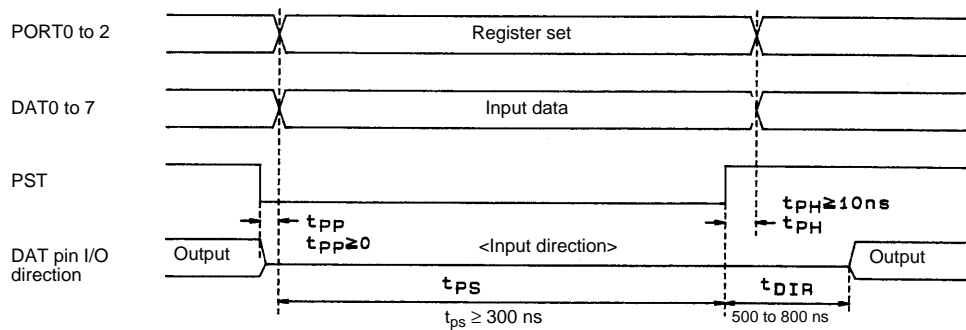 PORT0 to 2
Register set
DAT0 to 7
Input data
PST
tPP
tPP≥0
tPH≥10ns
tPH
DAT pin I/O
direction
Output
<Input direction>
Output
tPS
tDIR
tps ≥ 300 ns
500 to 800 ns